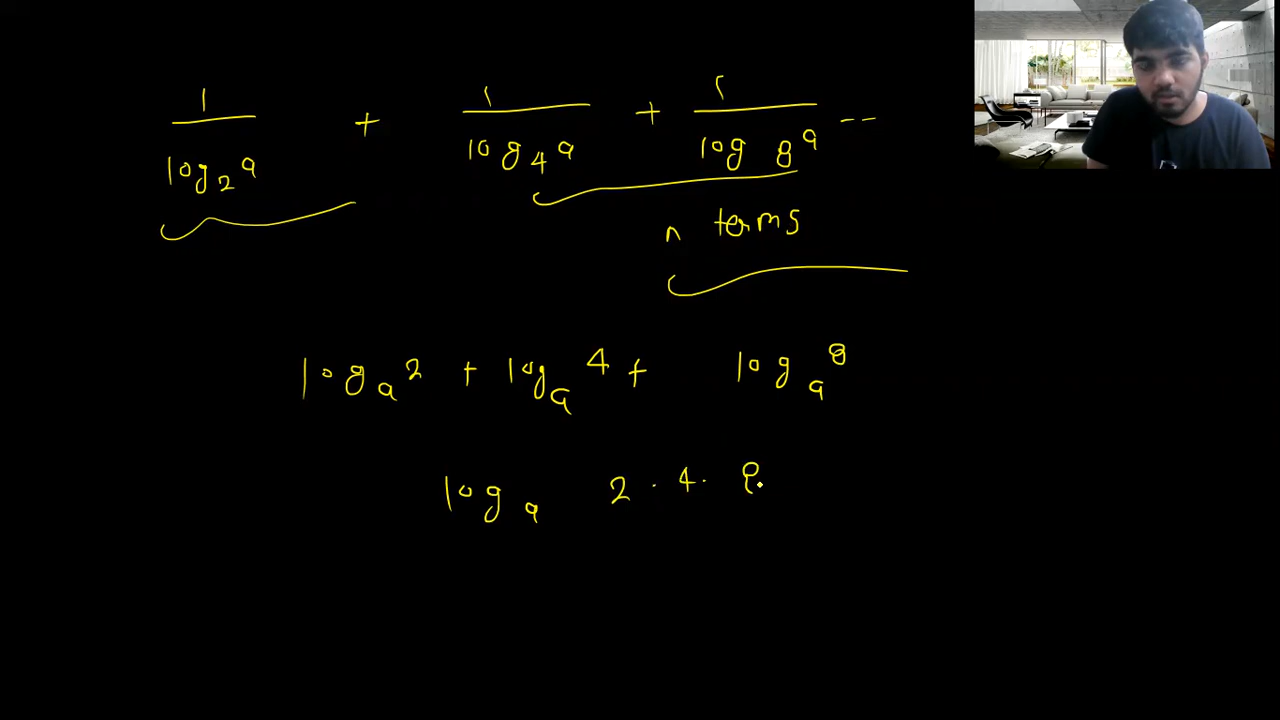 1/log₂a + 1/log₄a + 1/log₈a --
n terms
logₐ2 + logₐ4 + logₐ8
logₐ 2 . 4 . 8